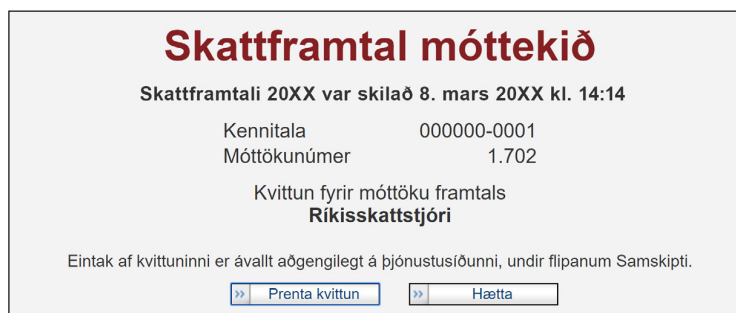 Skattframtal móttekið
Skattframtali 20XX var skilað 8. mars 20XX kl. 14:14
Kennitala 000000-0001
Móttökunúmer 1.702
Kvittun fyrir móttöku framtals
Ríkisskattstjóri
Eintak af kvittuninni er ávallt aðgengilegt á þjónustusíðunni, undir flipanum Samskipti.
›› Prenta kvittun ›› Hætta